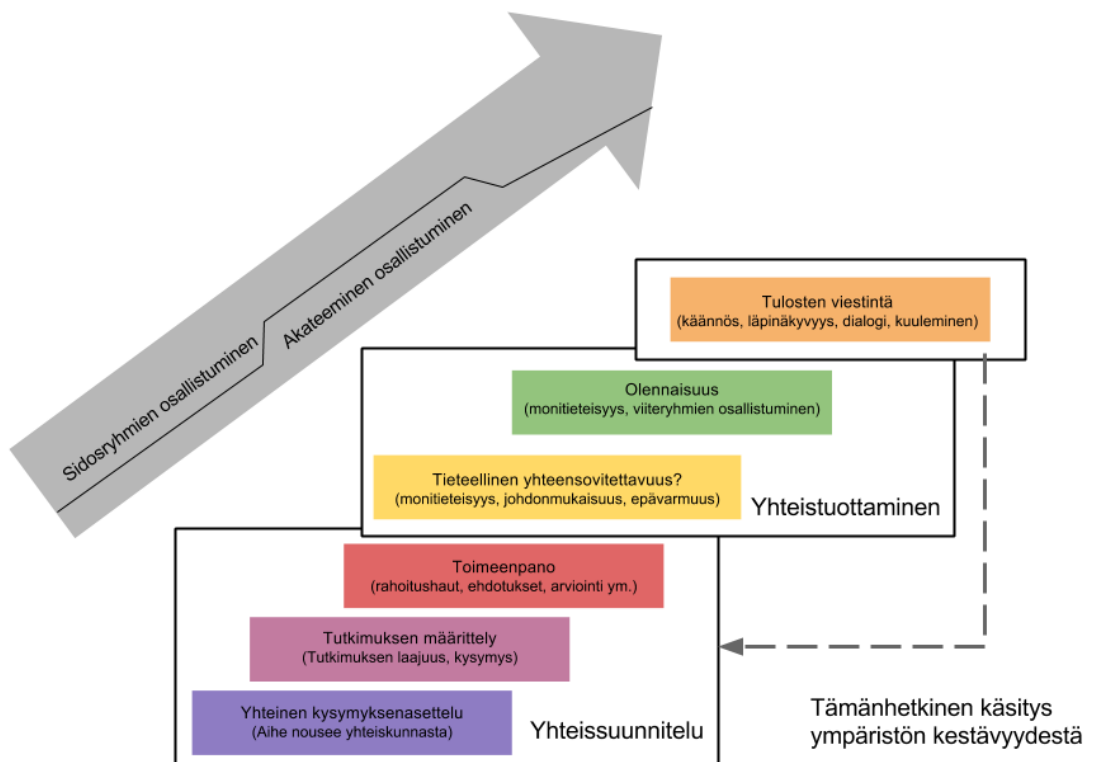 Sidosryhmien osallistuminen
Akateeminen osallistuminen
Tulosten viestintä
(käännös, läpinäkyvyys, dialogi, kuuleminen)
Olennaisuus
(monitieteisyys, viiteryhmien osallistuminen)
Tieteellinen yhteensovitettavuus?
(monitieteisyys, johdonmukaisuus, epävarmuus)
Yhteistuottaminen
Toimeenpano
(rahoitushaut, ehdotukset, arviointi ym.)
Tutkimuksen määrittely
(Tutkimuksen laajuus, kysymys)
Yhteinen kysymyksenasettelu
(Aihe nousee yhteiskunnasta)
Yhteissuunnitelu
Tämänhetkinen käsitys
ympäristön kestävyydestä